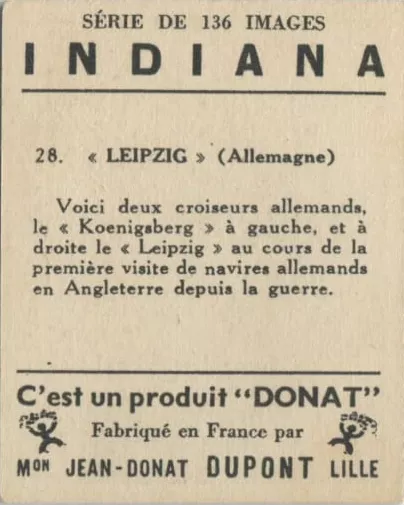 SÉRIE DE 136 IMAGES
INDIANA
28. « LEIPZIG » (Allemagne)
Voici deux croiseurs allemands,
le « Koenigsberg » à gauche, et à
droite le « Leipzig » au cours de la
première visite de navires allemands
en Angleterre depuis la guerre.
C'est un produit "DONAT"
Fabriqué en France par
MON JEAN-DONAT DUPONT LILLE